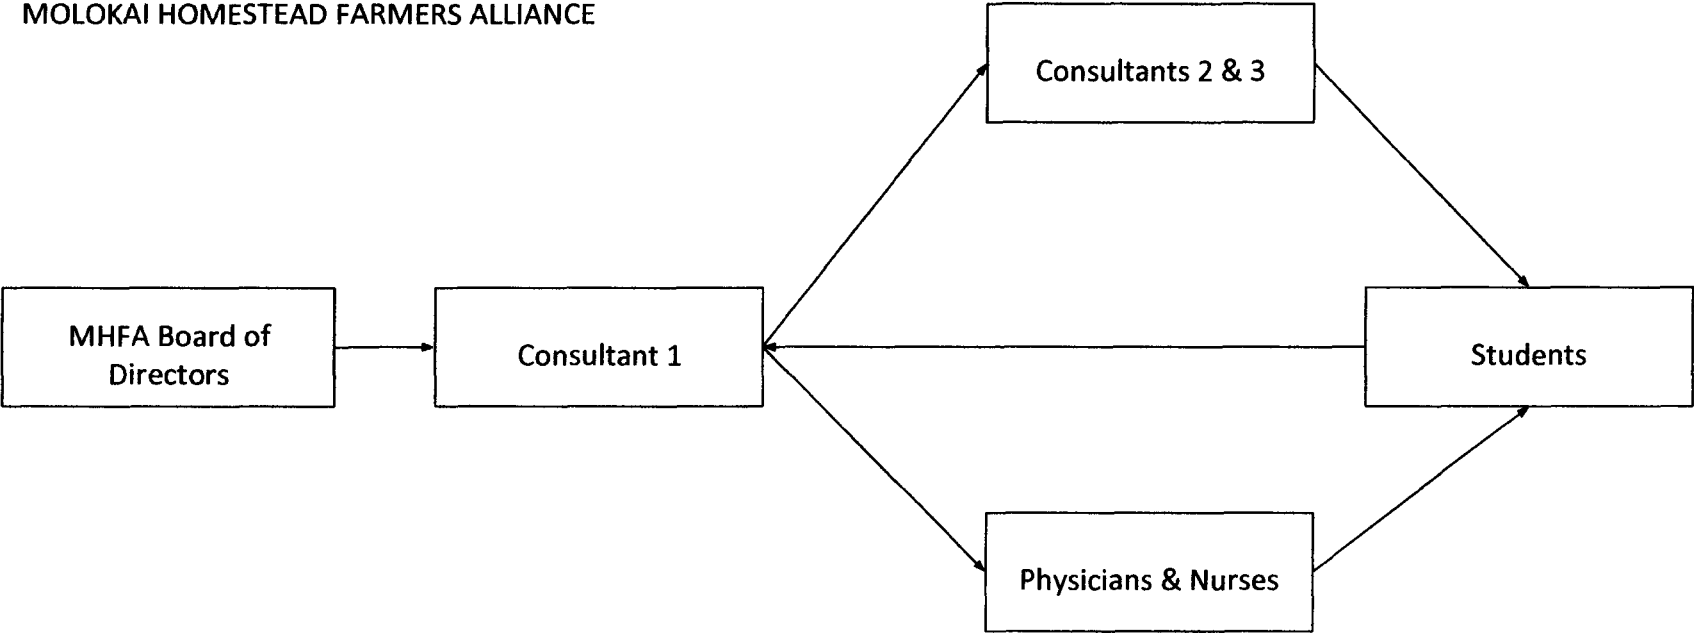 MOLOKAI HOMESTEAD FARMERS ALLIANCE
Consultants 2 & 3
MHFA Board of
Directors
Consultant 1
Students
Physicians & Nurses